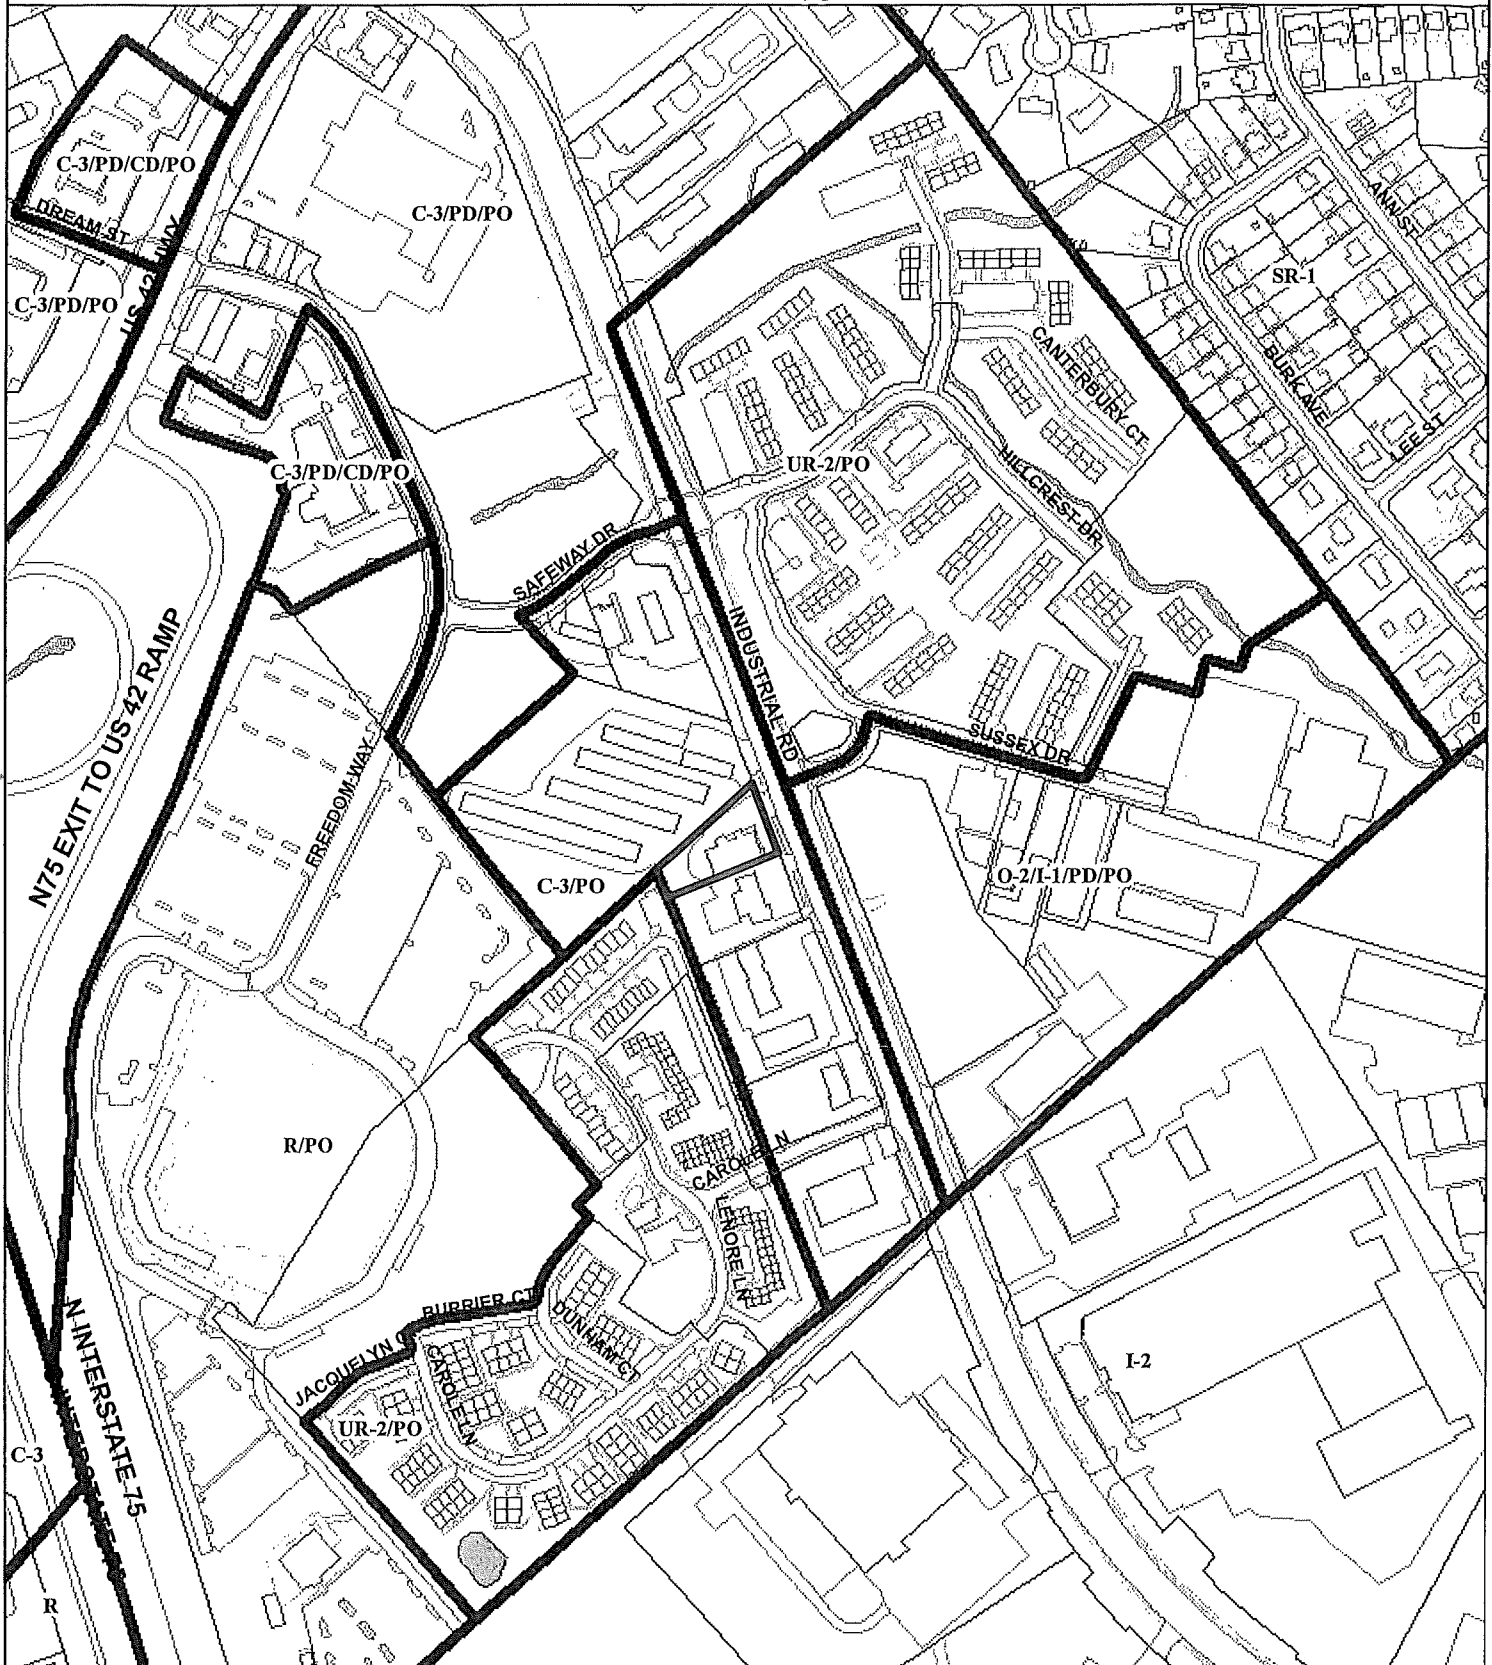 C-3/PD/CD/PO
DREAM ST
US 42 HWY
C-3/PD/PO
C-3/PD/PO
SR-1
ANN ST
BURK AVE
LEE ST
CANTERBURY CT
HILLCREST DR
UR-2/PO
C-3/PD/CD/PO
SAFEWAY DR
INDUSTRIAL RD
SUSSEX DR
N75 EXIT TO US 42 RAMP
FREEDOM WAY
C-3/PO
O-2/I-1/PD/PO
R/PO
CAROLE LN
LENORE LN
BURRIER CT
DUNHAM CT
JACQUELYN
CAROLE LN
UR-2/PO
N INTERSTATE 75
INTERSTATE
C-3
R
I-2